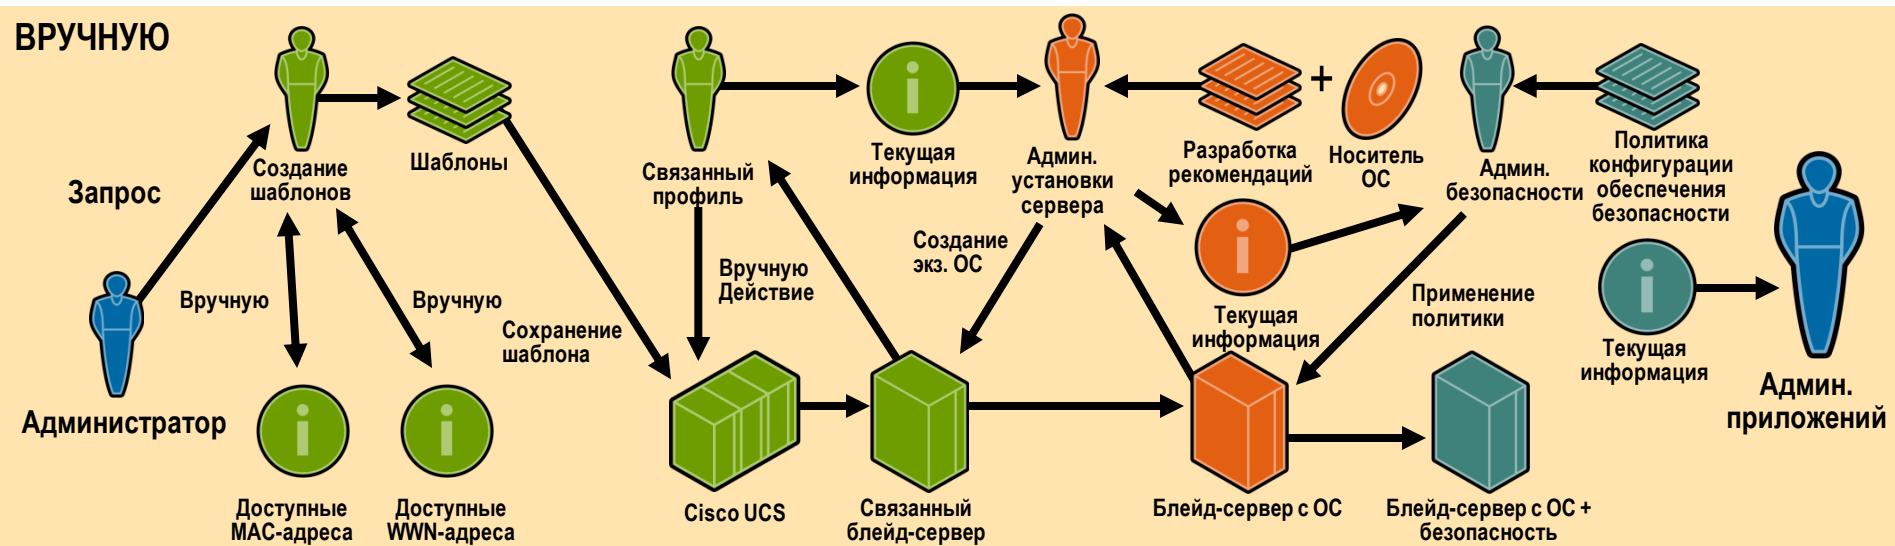 ВРУЧНУЮ
Запрос
Администратор
Создание
шаблонов
Шаблоны
Вручную
Вручную
Доступные
MAC-адреса
Доступные
WWN-адреса
Сохранение
шаблона
Связанный
профиль
Вручную
Действие
Cisco UCS
Текущая
информация
Связанный
блейд-сервер
Создание
экз. ОС
Админ.
установки
сервера
Разработка
рекомендаций
+
Носитель
ОС
Текущая
информация
Блейд-сервер с ОС
Админ.
безопасности
Применение
политики
Блейд-сервер с ОС +
безопасность
Политика
конфигурации
обеспечения
безопасности
Текущая
информация
Админ.
приложений